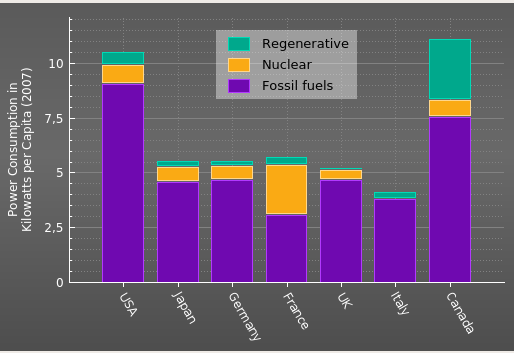 Power Consumption in
Kilowatts per Capita (2007)
10
7,5
5
2,5
0
Regenerative
Nuclear
Fossil fuels
USA
Japan
Germany
France
UK
Italy
Canada